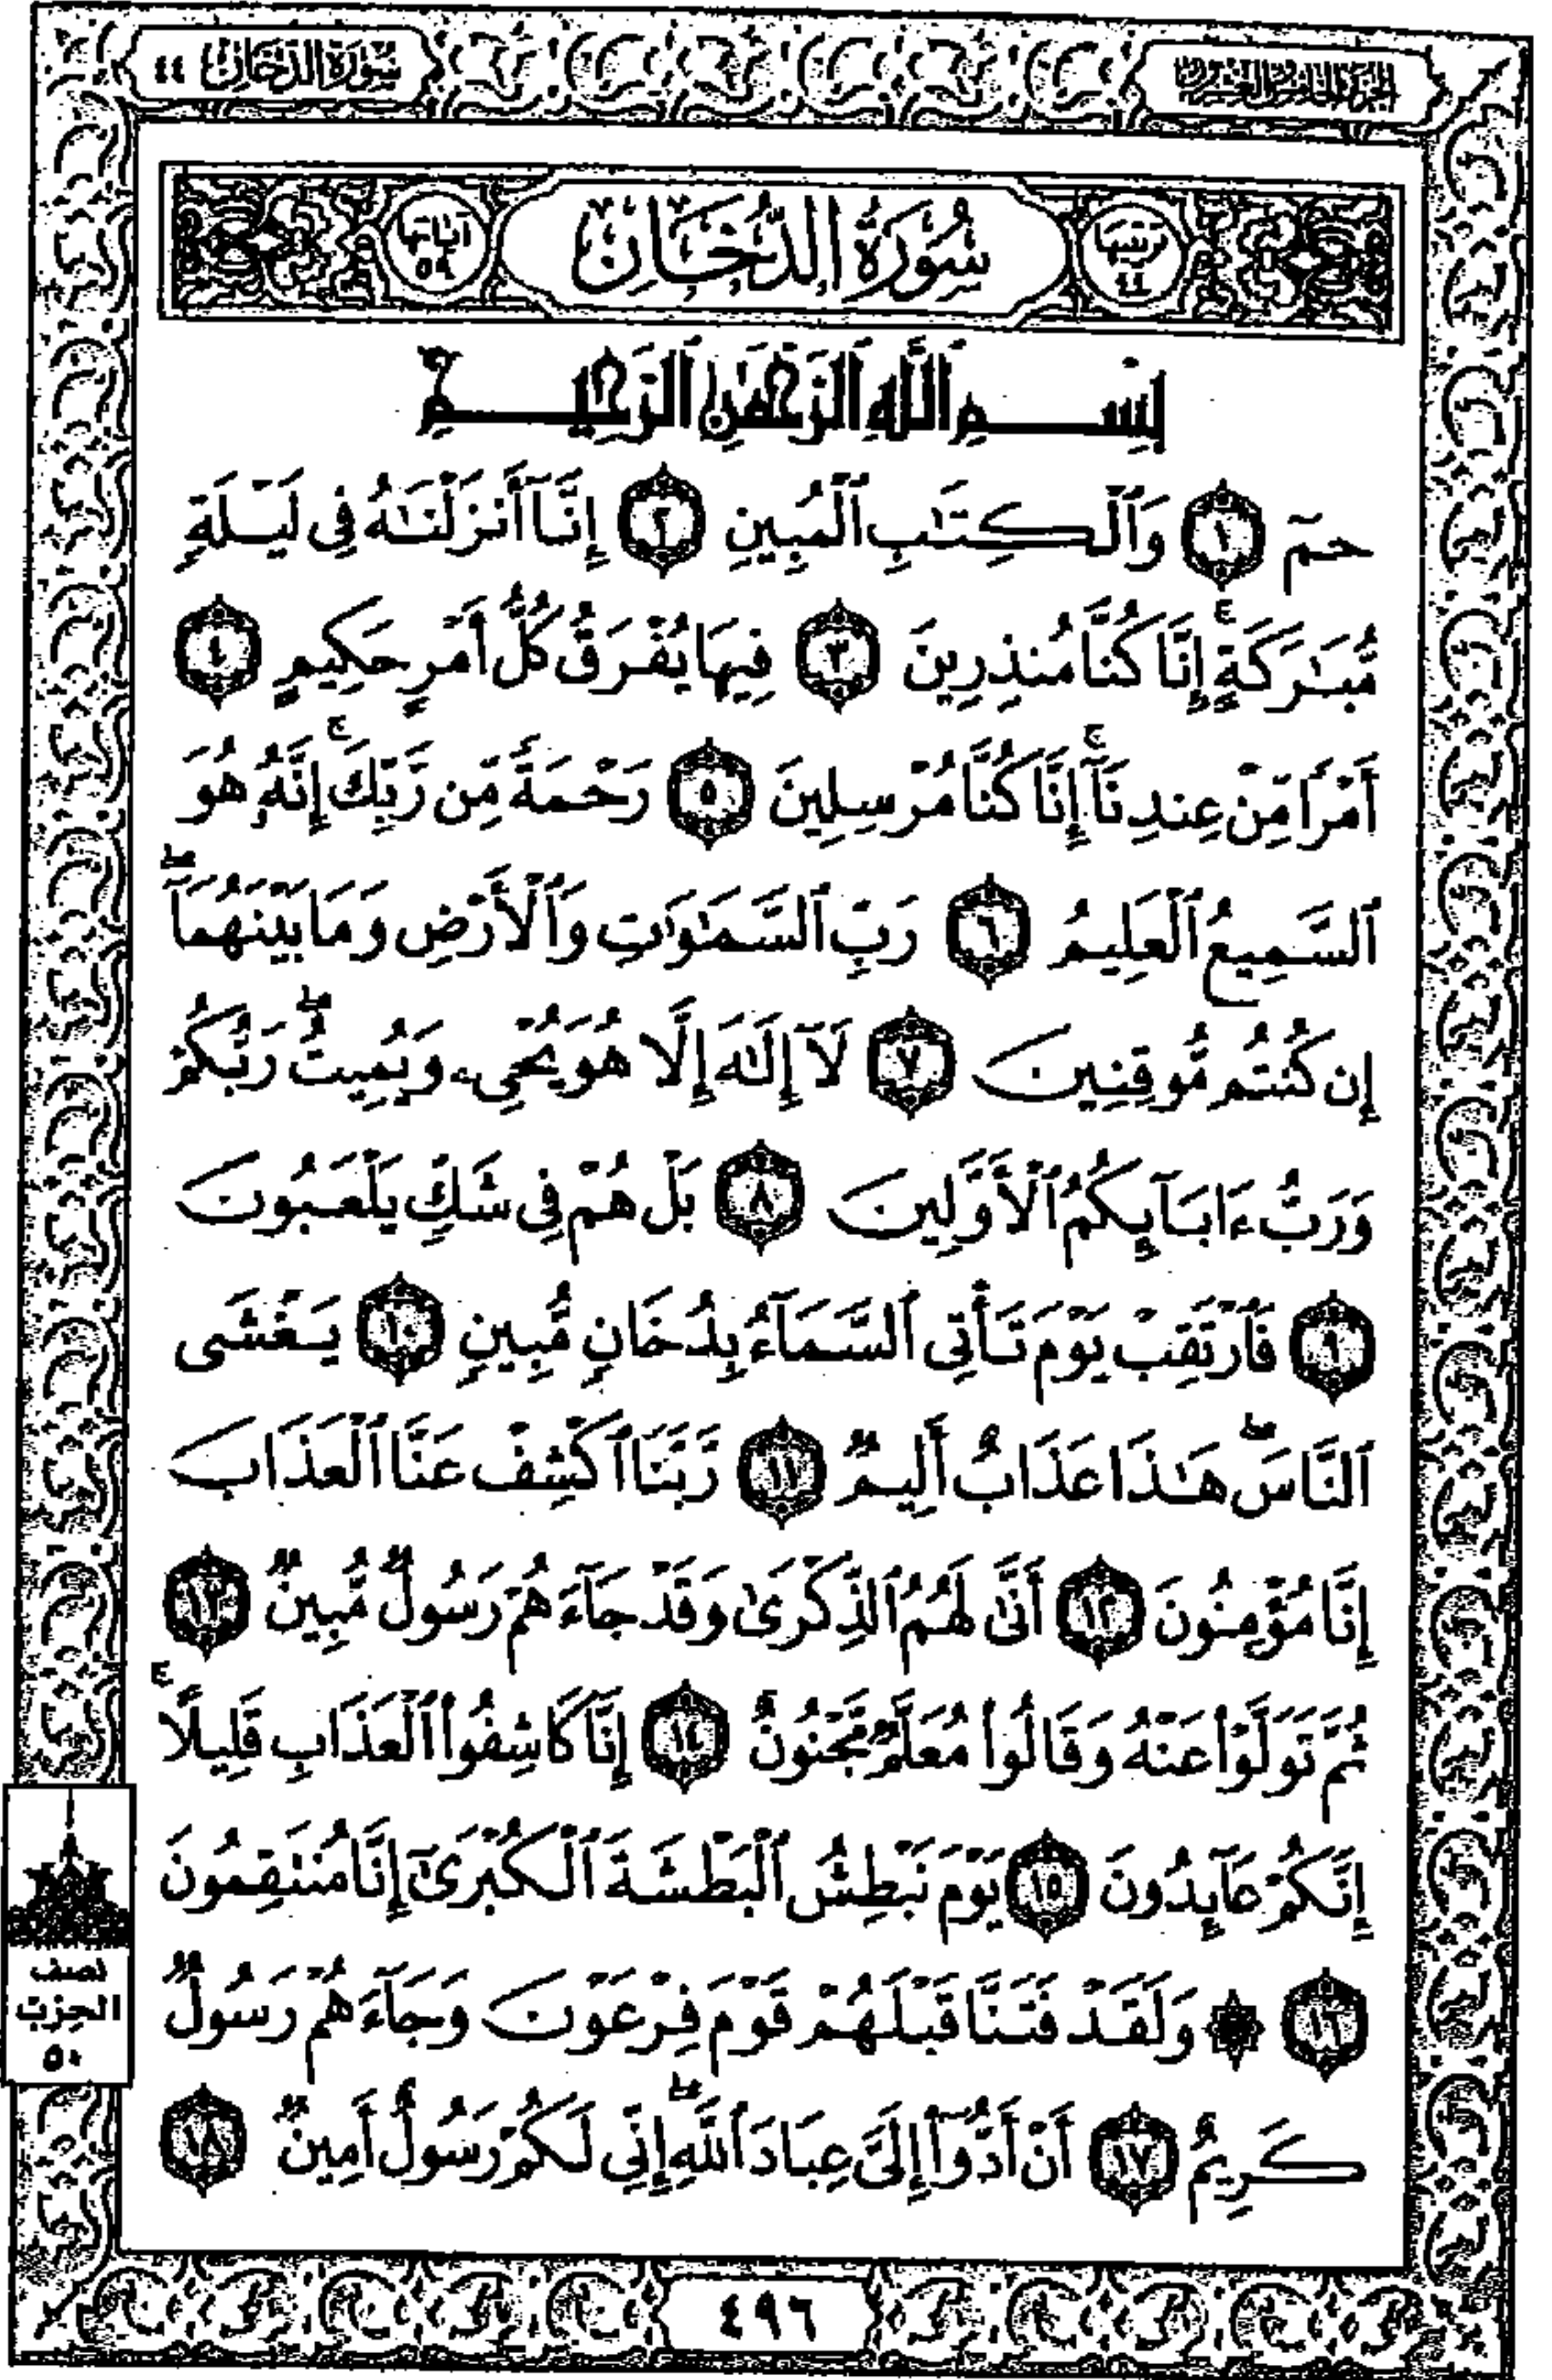 الجزء الخامس والعشرون
سورة الدخان ٤٤
ترتيبها ٤٤
سُورَةُ الدُّخَانِ
آياتها ٥٩
بِسْمِ ٱللَّهِ ٱلرَّحْمَٰنِ ٱلرَّحِيمِ
حمٓ ١ وَٱلْكِتَٰبِ ٱلْمُبِينِ ٢ إِنَّآ أَنزَلْنَٰهُ فِى لَيْلَةٍ
مُّبَٰرَكَةٍ ۚ إِنَّا كُنَّا مُنذِرِينَ ٣ فِيهَا يُفْرَقُ كُلُّ أَمْرٍ حَكِيمٍ ٤
أَمْرًا مِّنْ عِندِنَآ ۚ إِنَّا كُنَّا مُرْسِلِينَ ٥ رَحْمَةً مِّن رَّبِّكَ ۚ إِنَّهُۥ هُوَ
ٱلسَّمِيعُ ٱلْعَلِيمُ ٦ رَبِّ ٱلسَّمَٰوَٰتِ وَٱلْأَرْضِ وَمَا بَيْنَهُمَآ ۖ
إِن كُنتُم مُّوقِنِينَ ٧ لَآ إِلَٰهَ إِلَّا هُوَ يُحْىِۦ وَيُمِيتُ ۖ رَبُّكُمْ
وَرَبُّ ءَابَآئِكُمُ ٱلْأَوَّلِينَ ٨ بَلْ هُمْ فِى شَكٍّ يَلْعَبُونَ
٩ فَٱرْتَقِبْ يَوْمَ تَأْتِى ٱلسَّمَآءُ بِدُخَانٍ مُّبِينٍ ١٠ يَغْشَى
ٱلنَّاسَ ۖ هَٰذَا عَذَابٌ أَلِيمٌ ١١ رَّبَّنَا ٱكْشِفْ عَنَّا ٱلْعَذَابَ
إِنَّا مُؤْمِنُونَ ١٢ أَنَّىٰ لَهُمُ ٱلذِّكْرَىٰ وَقَدْ جَآءَهُمْ رَسُولٌ مُّبِينٌ ١٣
ثُمَّ تَوَلَّوْا۟ عَنْهُ وَقَالُوا۟ مُعَلَّمٌ مَّجْنُونٌ ١٤ إِنَّا كَاشِفُوا۟ ٱلْعَذَابِ قَلِيلًا ۚ
إِنَّكُمْ عَآئِدُونَ ١٥ يَوْمَ نَبْطِشُ ٱلْبَطْشَةَ ٱلْكُبْرَىٰٓ إِنَّا مُنتَقِمُونَ
١٦ ۞ وَلَقَدْ فَتَنَّا قَبْلَهُمْ قَوْمَ فِرْعَوْنَ وَجَآءَهُمْ رَسُولٌ
كَرِيمٌ ١٧ أَنْ أَدُّوٓا۟ إِلَىَّ عِبَادَ ٱللَّهِ ۖ إِنِّى لَكُمْ رَسُولٌ أَمِينٌ ١٨
نصف
الحزب
٥٠
٤٩٦